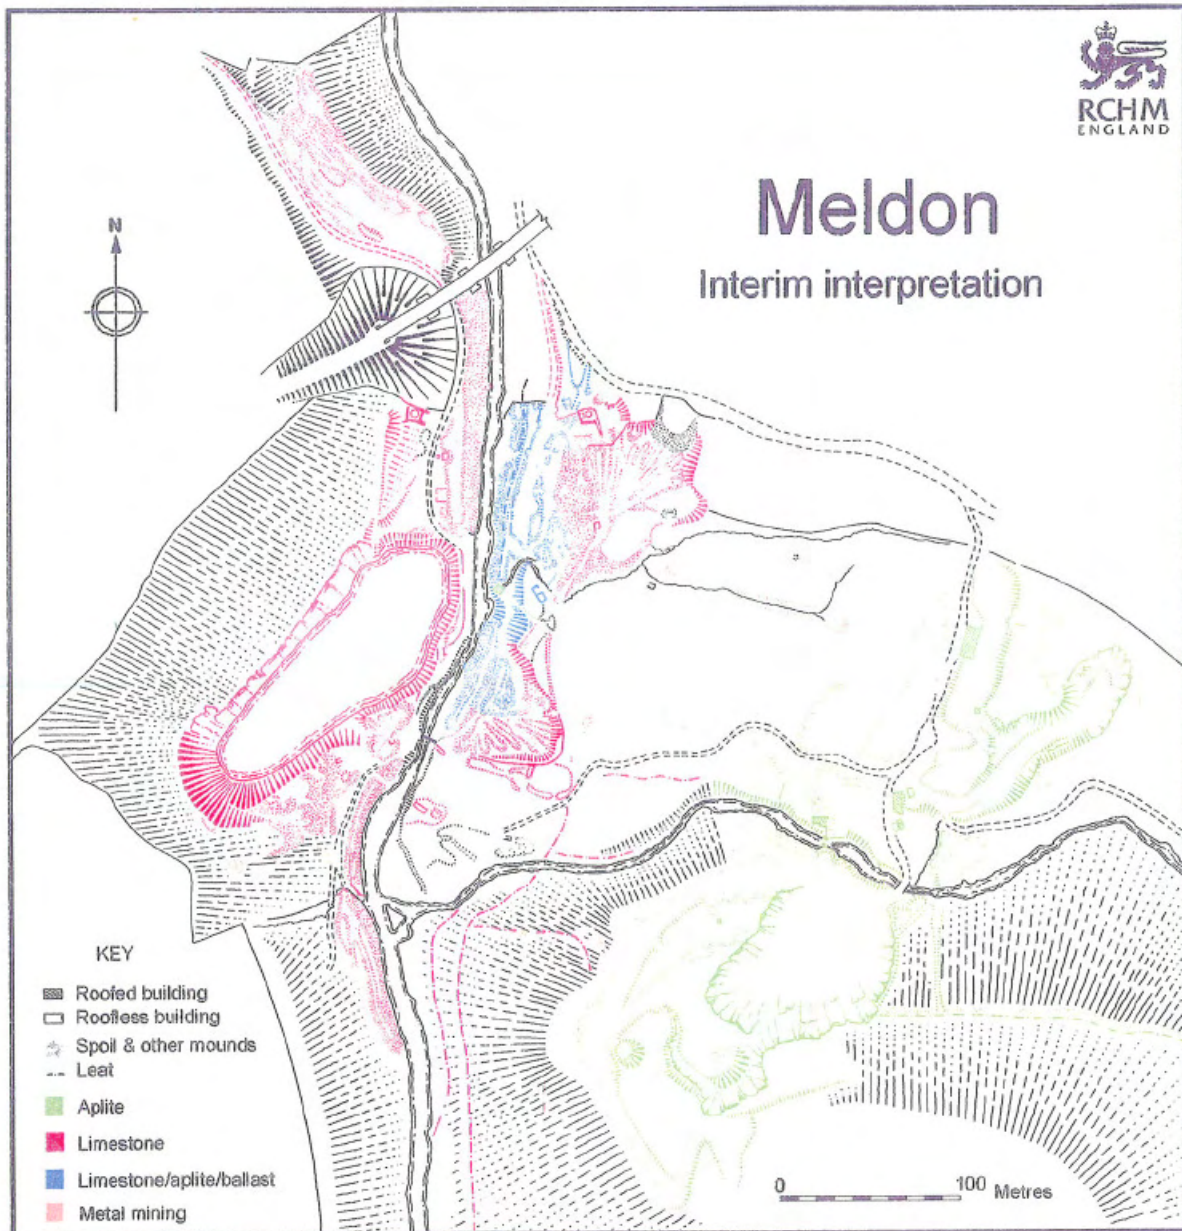 RCHM
ENGLAND
Meldon
Interim interpretation
N
KEY
Roofed building
Roofless building
Spoil & other mounds
Leat
Aplite
Limestone
Limestone/aplite/ballast
Metal mining
0 100 Metres